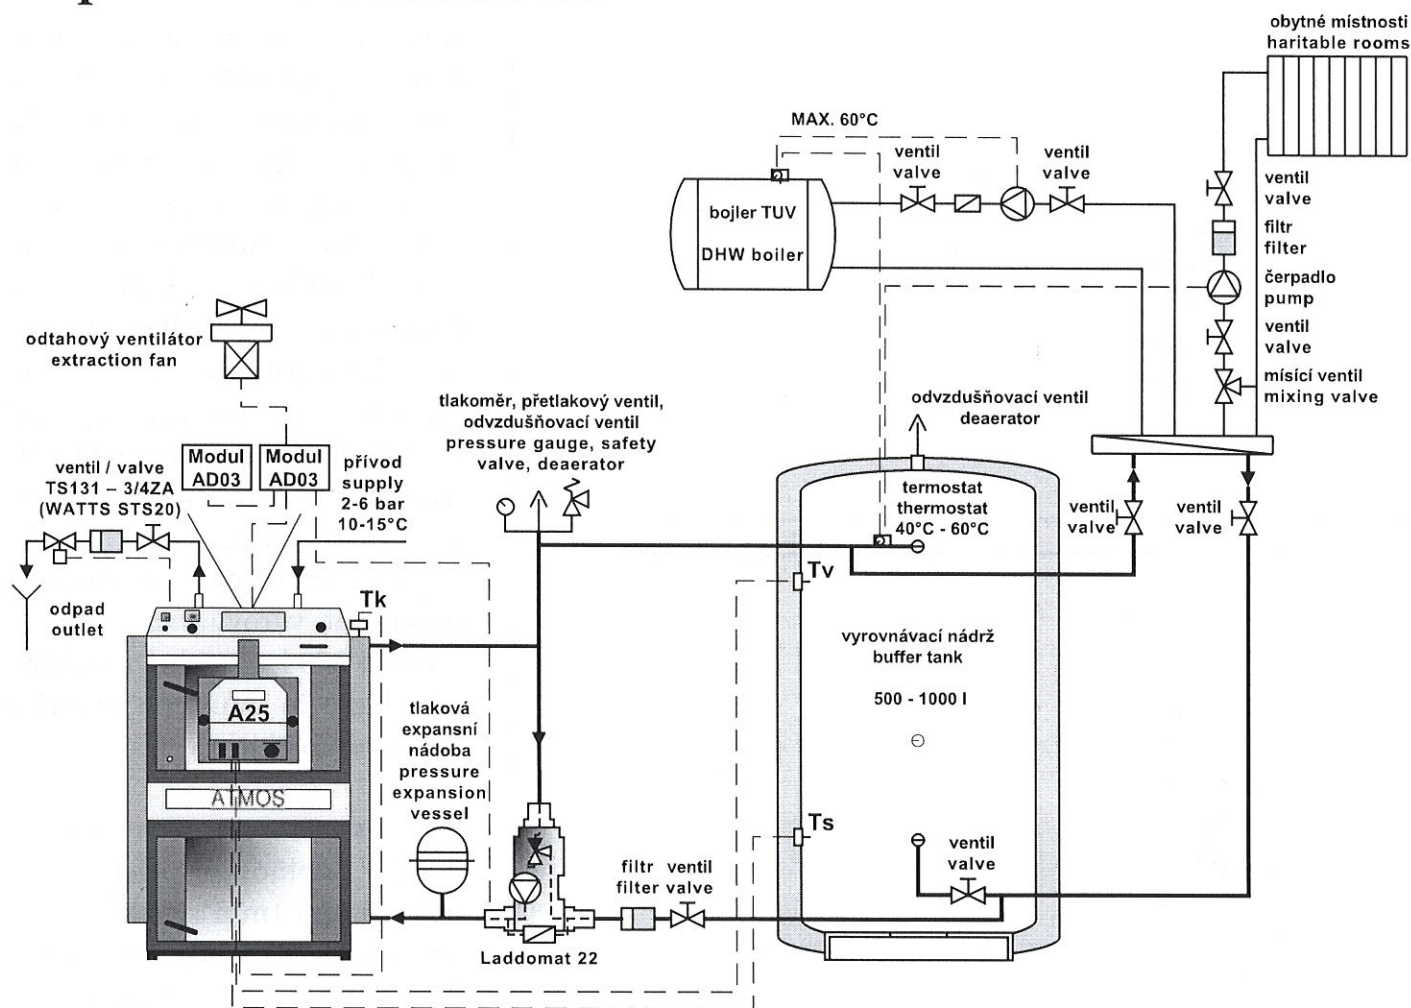 obytné místnosti
haritable rooms
MAX. 60°C
ventil
valve
ventil
valve
ventil
valve
bojler TUV
DHW boiler
filtr
filter
čerpadlo
pump
ventil
valve
mísící ventil
mixing valve
odtahový ventilátor
extraction fan
tlakoměr, přetlakový ventil,
odvzdušňovací ventil
pressure gauge, safety
valve, deaerator
odvzdušňovací ventil
deaerator
ventil / valve
TS131 – 3/4ZA
(WATTS STS20)
Modul
AD03
Modul
AD03
přívod
supply
2-6 bar
10-15°C
termostat
thermostat
40°C - 60°C
ventil
valve
ventil
valve
odpad
outlet
Tk
Tv
vyrovnávací nádrž
buffer tank
500 - 1000 l
A25
ATMOS
tlaková
expansní
nádoba
pressure
expansion
vessel
Ts
filtr ventil
filter valve
ventil
valve
Laddomat 22